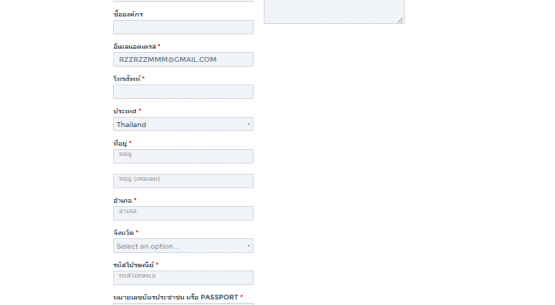 ชื่อองค์กร
อีเมลแอดเดรส *
RZZRZZMMM@GMAIL.COM
โทรศัพท์ *
ประเทศ *
Thailand
ที่อยู่ *
ที่อยู่
ที่อยู่ (เพิ่มเติม)
อำเภอ *
อำเภอ
จังหวัด *
Select an option...
รหัสไปรษณีย์ *
รหัสไปรษณีย์
หมายเลขบัตรประชาชน หรือ PASSPORT *